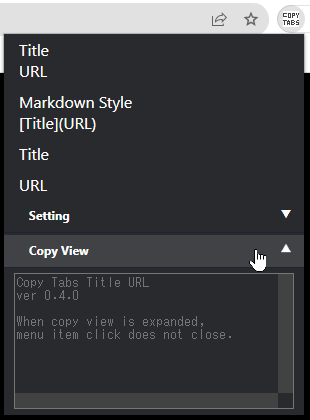 COPY
TABS
Title
URL
Markdown Style
[Title](URL)
Title
URL
Setting
Copy View
Copy Tabs Title URL
ver 0.4.0
When copy view is expanded,
menu item click does not close.